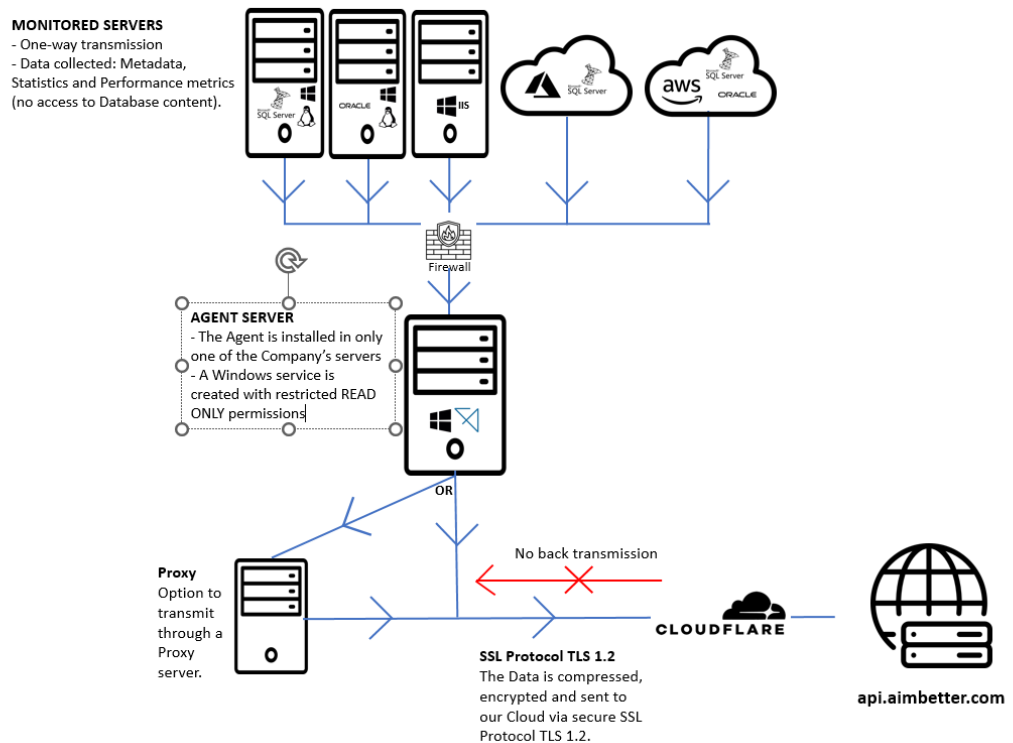 MONITORED SERVERS
- One-way transmission
- Data collected: Metadata,
Statistics and Performance metrics
(no access to Database content).
SQL Server
ORACLE
IIS
SQL Server
aws
SQL Server
ORACLE
Firewall
AGENT SERVER
- The Agent is installed in only
one of the Company's servers
- A Windows service is
created with restricted READ
ONLY permissions
OR
No back transmission
Proxy
Option to
transmit
through a
Proxy
server.
CLOUDFLARE
SSL Protocol TLS 1.2
The Data is compressed,
encrypted and sent to
our Cloud via secure SSL
Protocol TLS 1.2.
api.aimbetter.com